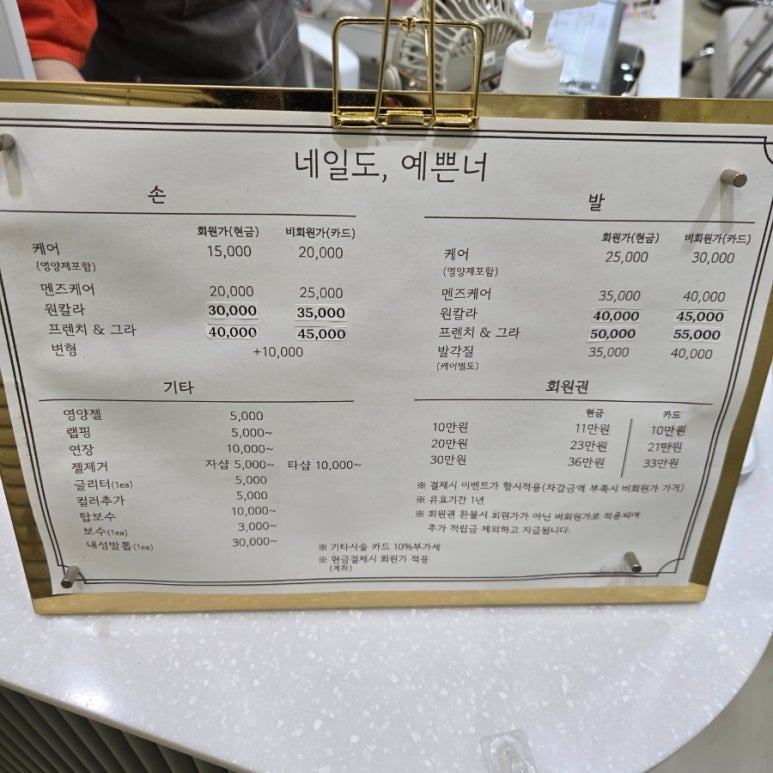 네일도, 예쁜너
손
회원가(현금) 비회원가(카드)
케어 15,000 20,000
(영양제포함)
멘즈케어 20,000 25,000
원칼라 30,000 35,000
프렌치 & 그라 40,000 45,000
변형 +10,000
발
회원가(현금) 비회원가(카드)
케어 25,000 30,000
(영양제포함)
멘즈케어 35,000 40,000
원칼라 40,000 45,000
프렌치 & 그라 50,000 55,000
발각질 35,000 40,000
(케어별도)
기타
영양젤 5,000
랩핑 5,000~
연장 10,000~
젤제거 자샵 5,000~ 타샵 10,000~
글리터(1ea) 5,000
컬러추가 5,000
탑보수 10,000~
보수(1ea) 3,000~
내성발톱(1ea) 30,000~
※ 기타시술 카드 10%부가세
※ 현금결제시 회원가 적용
(계좌)
회원권
현금 카드
10만원 11만원 10만원
20만원 23만원 21만원
30만원 36만원 33만원
※ 결제시 이벤트가 항시적용(차감금액 부족시 비회원가 가격)
※ 유효기간 1년
※ 회원권 환불시 회원가가 아닌 비회원가로 적용되며
추가 적립금 제외하고 지급됩니다.